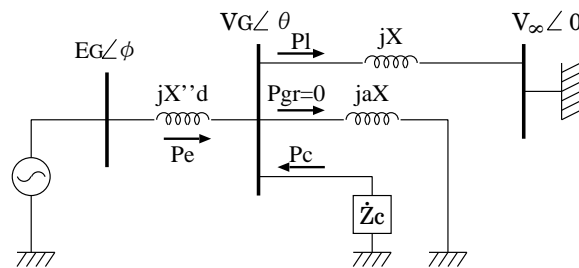 VG∠ θ
V∞∠ 0
Pl
jX
EG∠ϕ
jX''d
Pgr=0
jaX
Pe
Pc
Żc